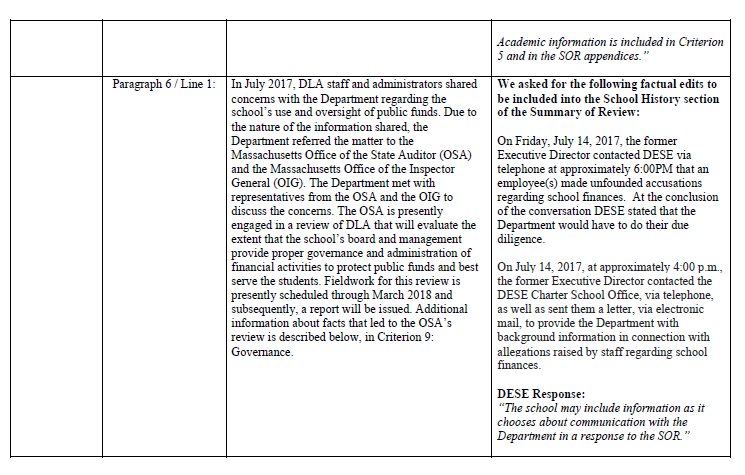 Academic information is included in Criterion
5 and in the SOR appendices.”
Paragraph 6 / Line 1:
In July 2017, DLA staff and administrators shared
concerns with the Department regarding the
school’s use and oversight of public funds. Due to
the nature of the information shared, the
Department referred the matter to the
Massachusetts Office of the State Auditor (OSA)
and the Massachusetts Office of the Inspector
General (OIG). The Department met with
representatives from the OSA and the OIG to
discuss the concerns. The OSA is presently
engaged in a review of DLA that will evaluate the
extent that the school’s board and management
provide proper governance and administration of
financial activities to protect public funds and best
serve the students. Fieldwork for this review is
presently scheduled through March 2018 and
subsequently, a report will be issued. Additional
information about facts that led to the OSA’s
review is described below, in Criterion 9:
Governance.
We asked for the following factual edits to
be included into the School History section
of the Summary of Review:
On Friday, July 14, 2017, the former
Executive Director contacted DESE via
telephone at approximately 6:00PM that an
employee(s) made unfounded accusations
regarding school finances.  At the conclusion
of the conversation DESE stated that the
Department would have to do their due
diligence.
On July 14, 2017, at approximately 4:00 p.m.,
the former Executive Director contacted the
DESE Charter School Office, via telephone,
as well as sent them a letter, via electronic
mail, to provide the Department with
background information in connection with
allegations raised by staff regarding school
finances.
DESE Response:
“The school may include information as it
chooses about communication with the
Department in a response to the SOR.”